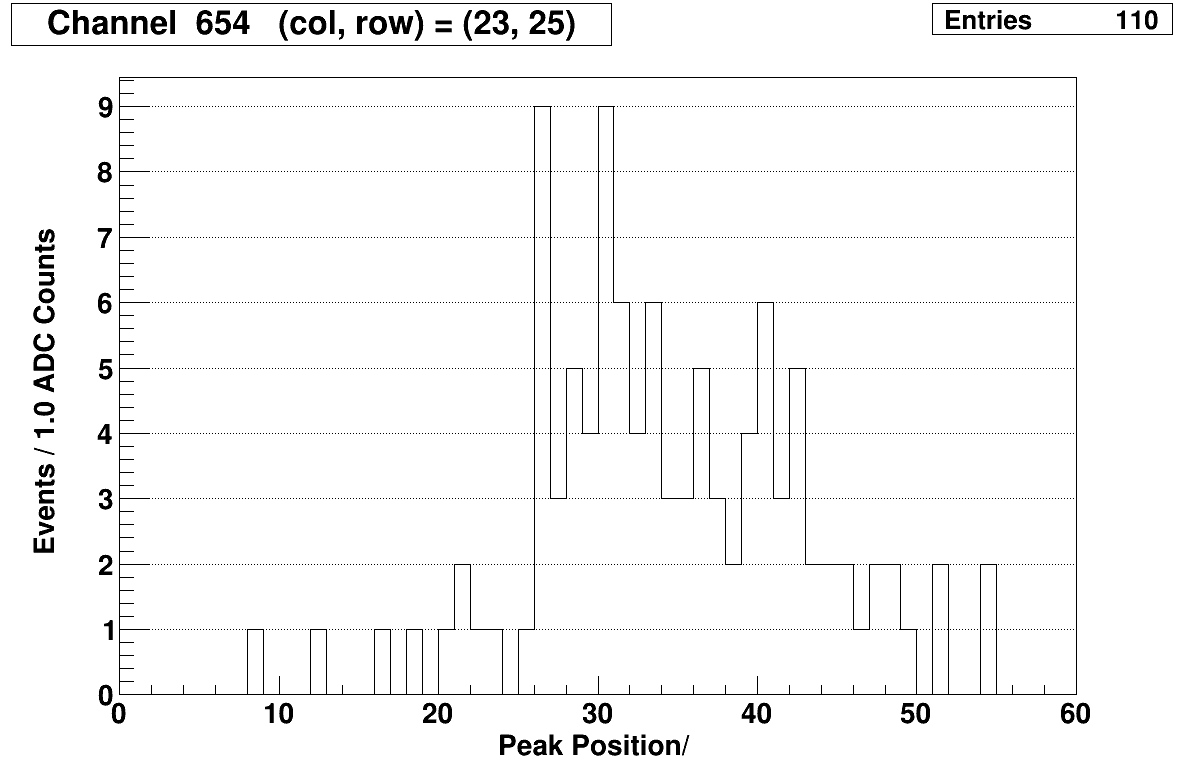 Channel 654 (col, row) = (23, 25)
Entries 110
Events / 1.0 ADC Counts
9
8
7
6
5
4
3
2
1
0
0 10 20 30 40 50 60
Peak Position/